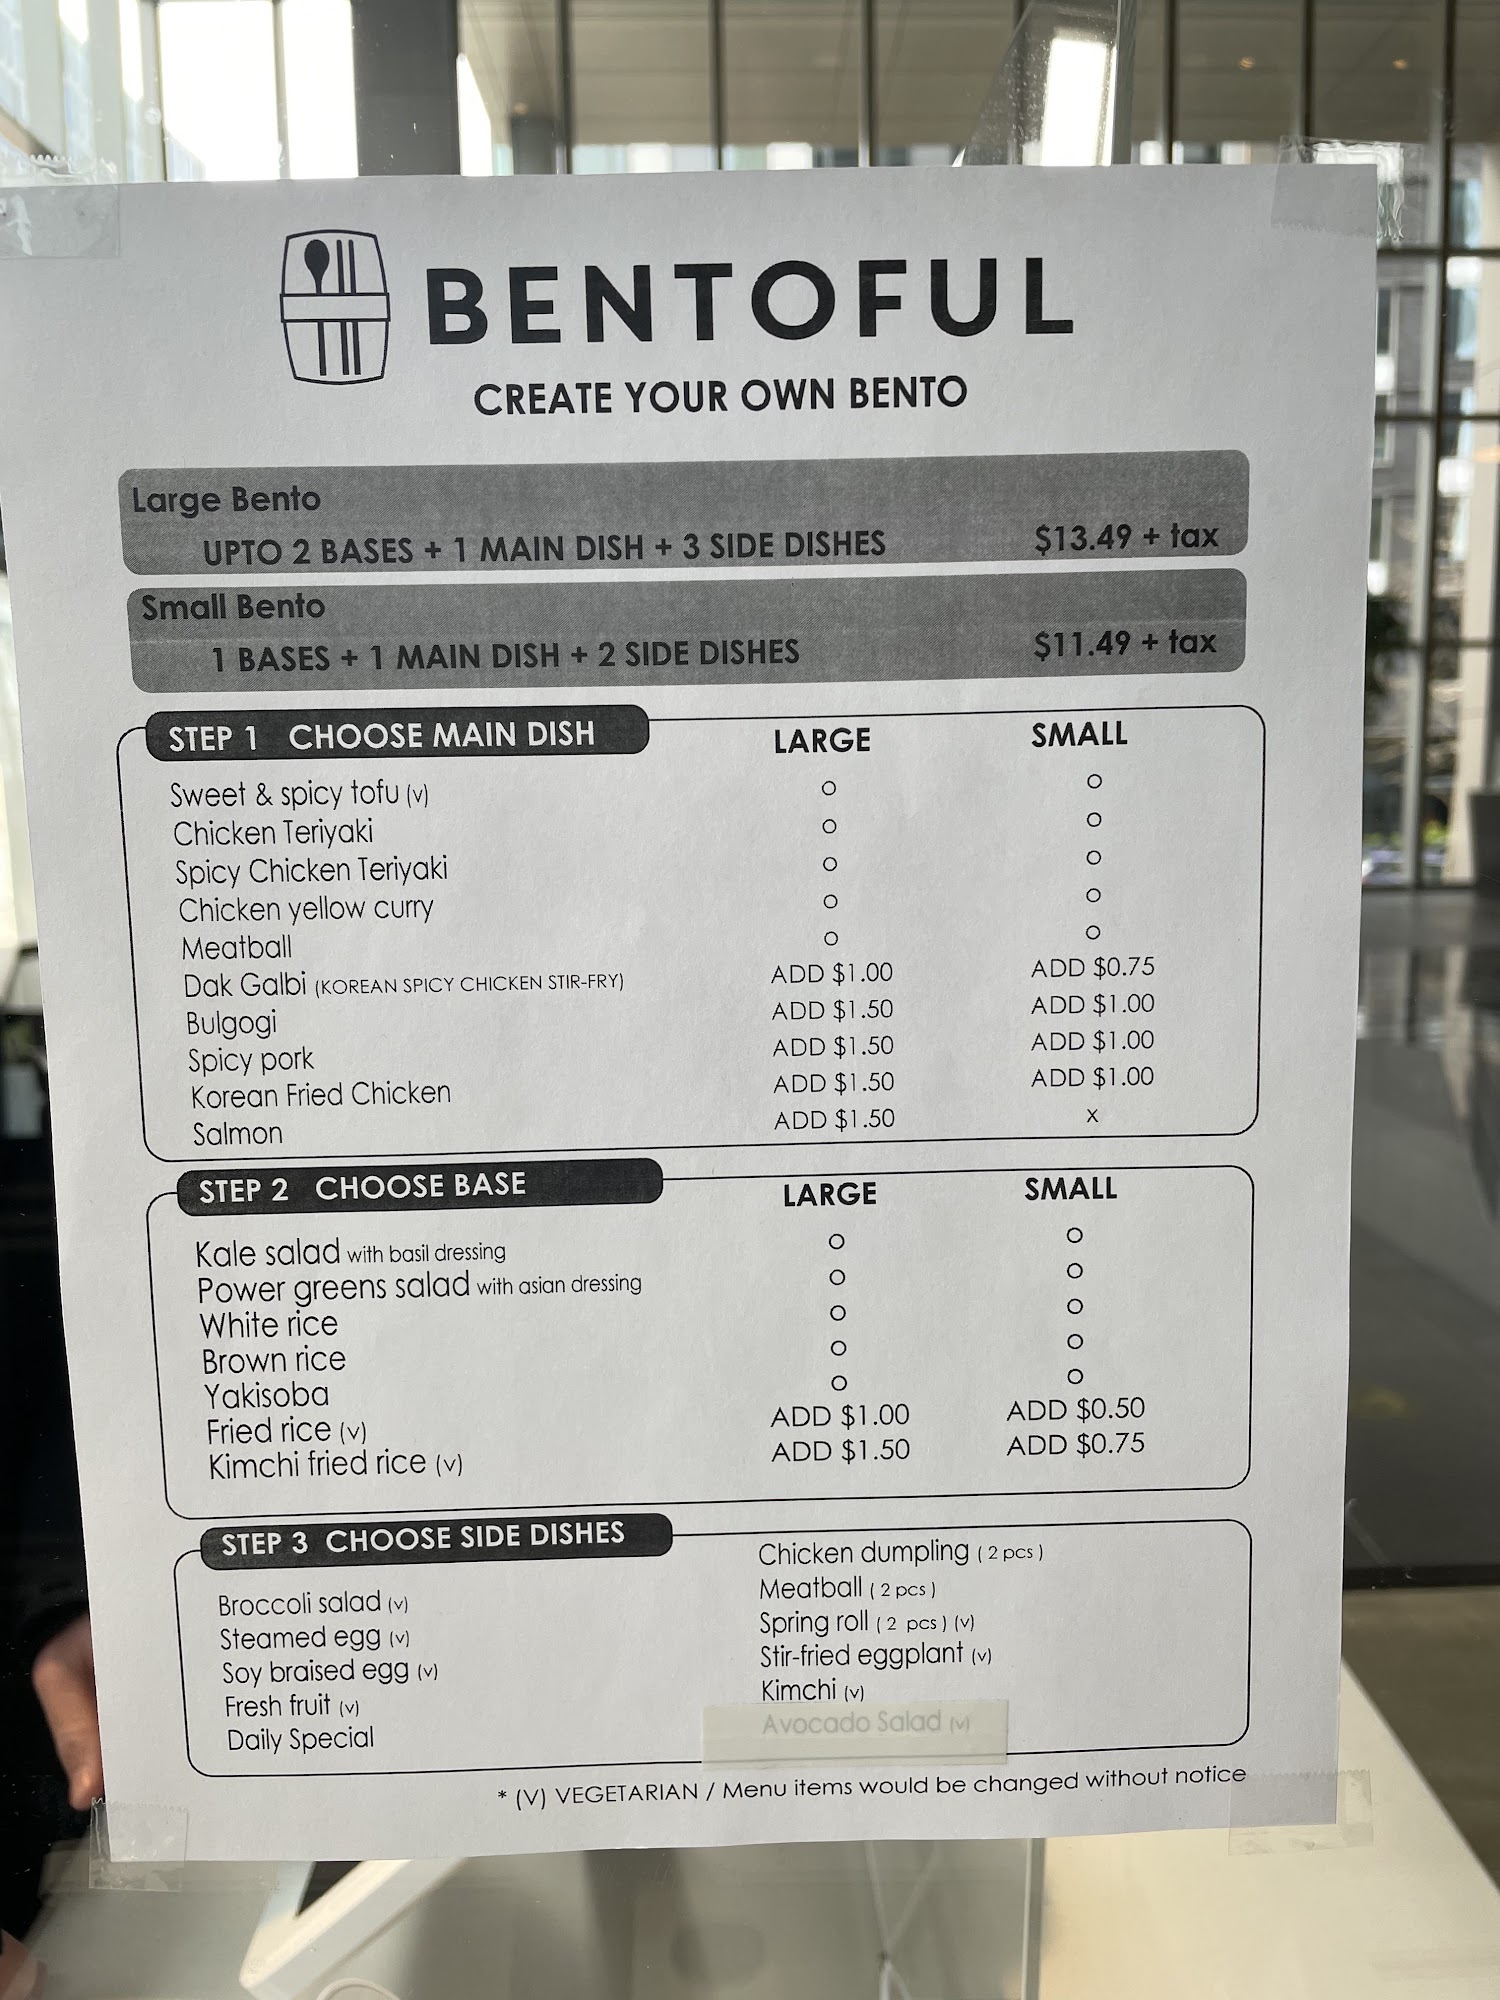 BENTOFUL
CREATE YOUR OWN BENTO
Large Bento
UPTO 2 BASES + 1 MAIN DISH + 3 SIDE DISHES $13.49 + tax
Small Bento
1 BASES + 1 MAIN DISH + 2 SIDE DISHES $11.49 + tax
STEP 1 CHOOSE MAIN DISH LARGE SMALL
Sweet & spicy tofu (v) O O
Chicken Teriyaki O O
Spicy Chicken Teriyaki O O
Chicken yellow curry O O
Meatball O O
Dak Galbi (KOREAN SPICY CHICKEN STIR-FRY) ADD $1.00 ADD $0.75
Bulgogi ADD $1.50 ADD $1.00
Spicy pork ADD $1.50 ADD $1.00
Korean Fried Chicken ADD $1.50 ADD $1.00
Salmon ADD $1.50 x
STEP 2 CHOOSE BASE LARGE SMALL
Kale salad with basil dressing O O
Power greens salad with asian dressing O O
White rice O O
Brown rice O O
Yakisoba O O
Fried rice (v) ADD $1.00 ADD $0.50
Kimchi fried rice (v) ADD $1.50 ADD $0.75
STEP 3 CHOOSE SIDE DISHES
Broccoli salad (v)
Steamed egg (v)
Soy braised egg (v)
Fresh fruit (v)
Daily Special
Chicken dumpling ( 2 pcs )
Meatball ( 2 pcs )
Spring roll ( 2 pcs ) (v)
Stir-fried eggplant (v)
Kimchi (v)
Avocado Salad (v)
* (V) VEGETARIAN / Menu items would be changed without notice